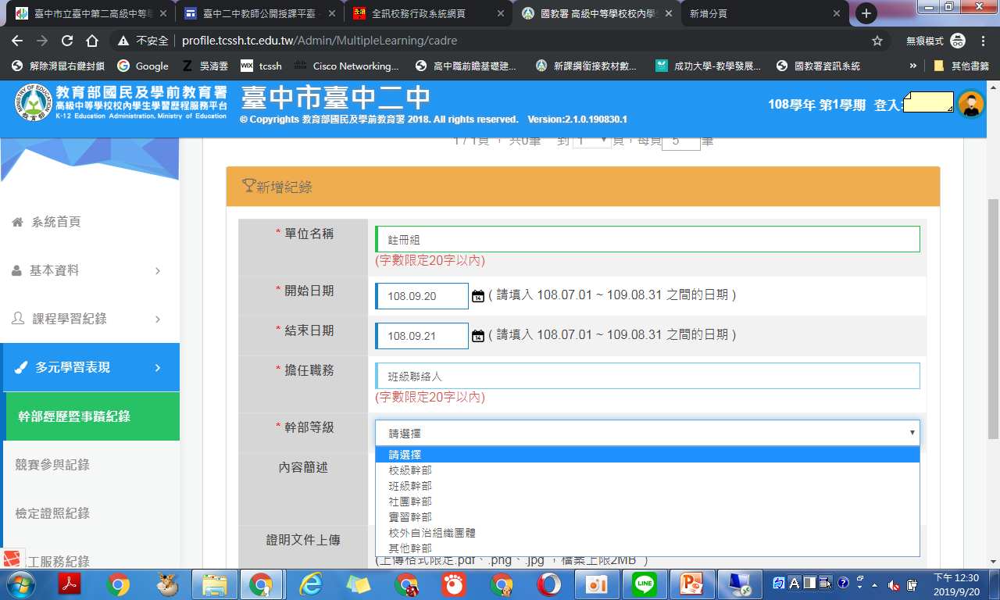 臺中市立臺中第二高級中等學
臺中二中教師公開授課平臺 -
全訊校務行政系統網頁
國教署 高級中等學校校內學生
新增分頁
不安全 profile.tcssh.tc.edu.tw/Admin/MultipleLearning/cadre 無痕模式
解除滑鼠右鍵封鎖 Google 吳清雲 tcssh Cisco Networking... 高中職前瞻基礎建... 新課綱銜接教材數... 成功大學-教學發展... 國教署資訊系統 » 其他書籤
教育部國民及學前教育署
高級中等學校校內學生學習歷程服務平台
K-12 Education Administration, Ministry of Education
臺中市臺中二中
© Copyrights 教育部國民及學前教育署 2018. All rights reserved. Version:2.1.0.190830.1
108學年 第1學期 登入
1 / 1頁 , 共0筆 到 1 頁，每頁 5 筆
新增紀錄
系統首頁
基本資料
課程學習紀錄
多元學習表現
幹部經歷暨事蹟紀錄
競賽參與記錄
檢定證照紀錄
工服務紀錄
* 單位名稱
註冊組
(字數限定20字以內)
* 開始日期
108.09.20 ( 請填入 108.07.01 ~ 109.08.31 之間的日期 )
* 結束日期
108.09.21 ( 請填入 108.07.01 ~ 109.08.31 之間的日期 )
* 擔任職務
班級聯絡人
(字數限定20字以內)
* 幹部等級
請選擇
請選擇
校級幹部
班級幹部
社團幹部
實習幹部
校外自治組織團體
其他幹部
內容簡述
證明文件上傳
(上傳格式限定.pdf、.png、.jpg ，檔案上限2MB )
下午 12:30
2019/9/20